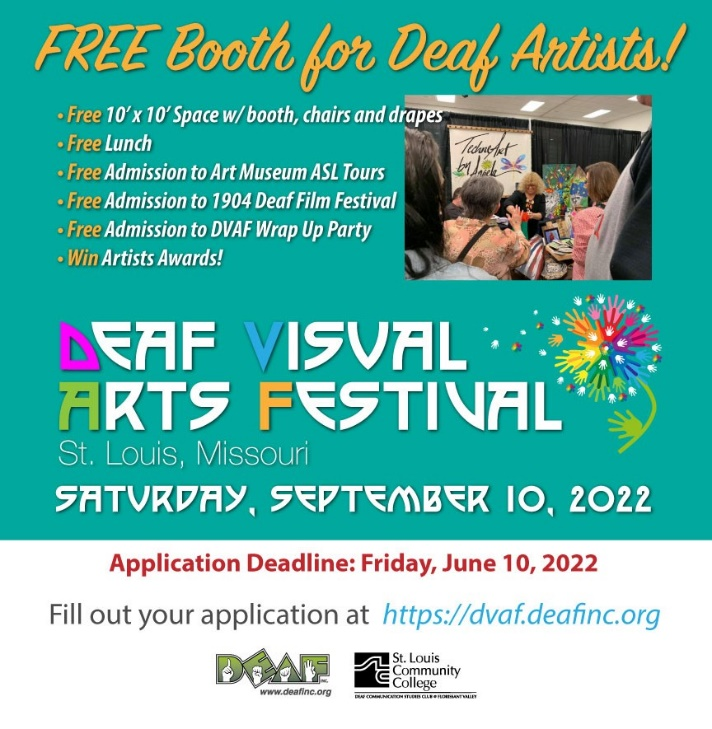 FREE Booth for Deaf Artists!
• Free 10' x 10' Space w/ booth, chairs and drapes
• Free Lunch
• Free Admission to Art Museum ASL Tours
• Free Admission to 1904 Deaf Film Festival
• Free Admission to DVAF Wrap Up Party
• Win Artists Awards!
TechnoArt
by Angele
DEAF VISUAL
ARTS FESTIVAL
St. Louis, Missouri
SATURDAY, SEPTEMBER 10, 2022
Application Deadline: Friday, June 10, 2022
Fill out your application at https://dvaf.deafinc.org
DEAF INC.
www.deafinc.org
St. Louis
Community
College
DEAF COMMUNICATION STUDIES CLUB @ FLORISSANT VALLEY